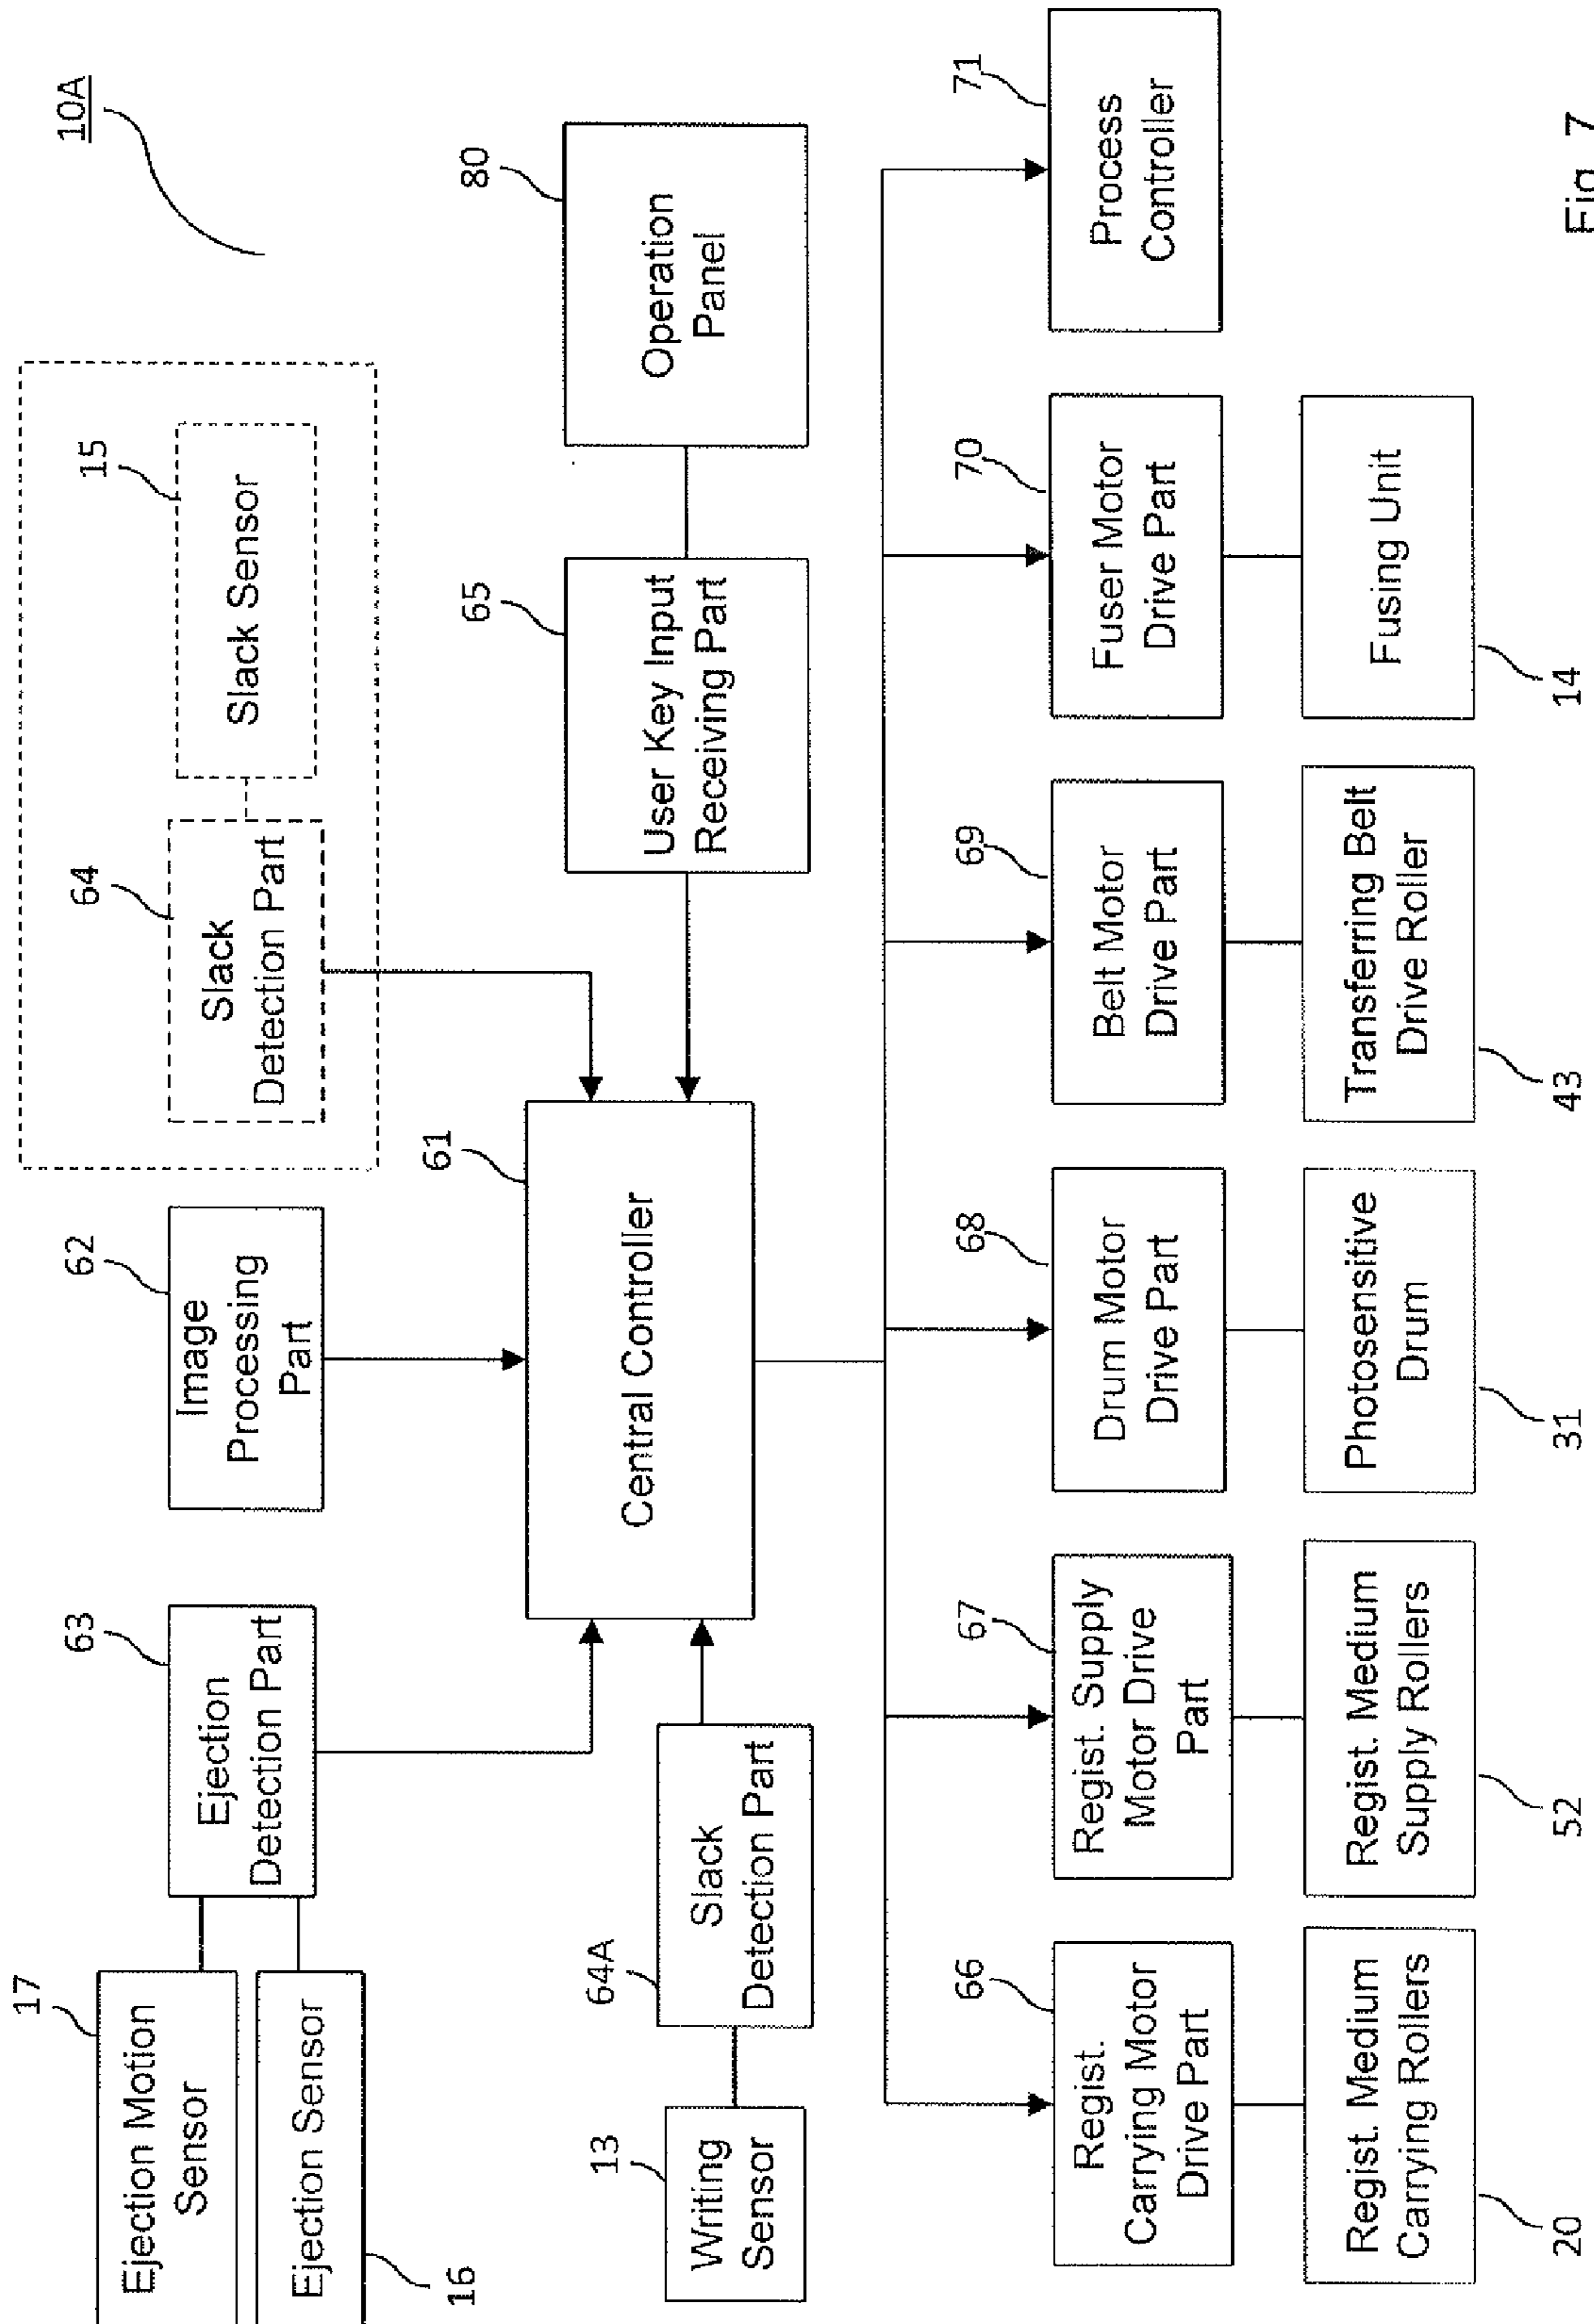 10A
17
Ejection Motion
Sensor
Ejection Sensor
16
63
Ejection
Detection Part
62
Image
Processing
Part
64
Slack
Detection Part
15
Slack Sensor
13
Writing
Sensor
64A
Slack
Detection Part
61
Central Controller
65
User Key Input
Receiving Part
80
Operation
Panel
66
Regist.
Carrying Motor
Drive Part
67
Regist. Supply
Motor Drive
Part
68
Drum Motor
Drive Part
69
Belt Motor
Drive Part
70
Fuser Motor
Drive Part
71
Process
Controller
Regist. Medium
Carrying Rollers
20
Regist. Medium
Supply Rollers
52
Photosensitive
Drum
31
Transferring Belt
Drive Roller
43
Fusing Unit
14
Fig. 7